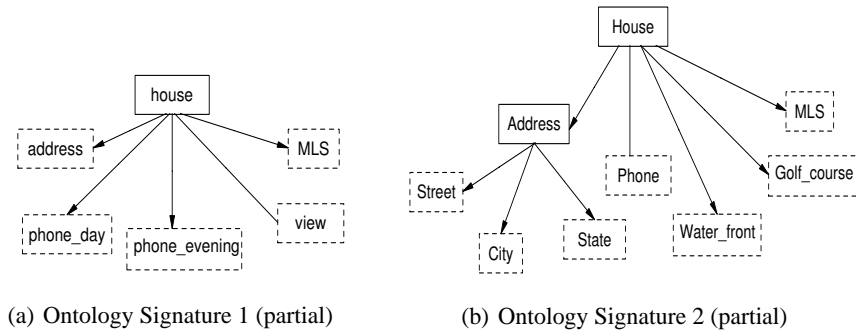 house
address
MLS
phone_day
phone_evening
view
(a) Ontology Signature 1 (partial)
House
Address
MLS
Street
Phone
Golf_course
City
State
Water_front
(b) Ontology Signature 2 (partial)